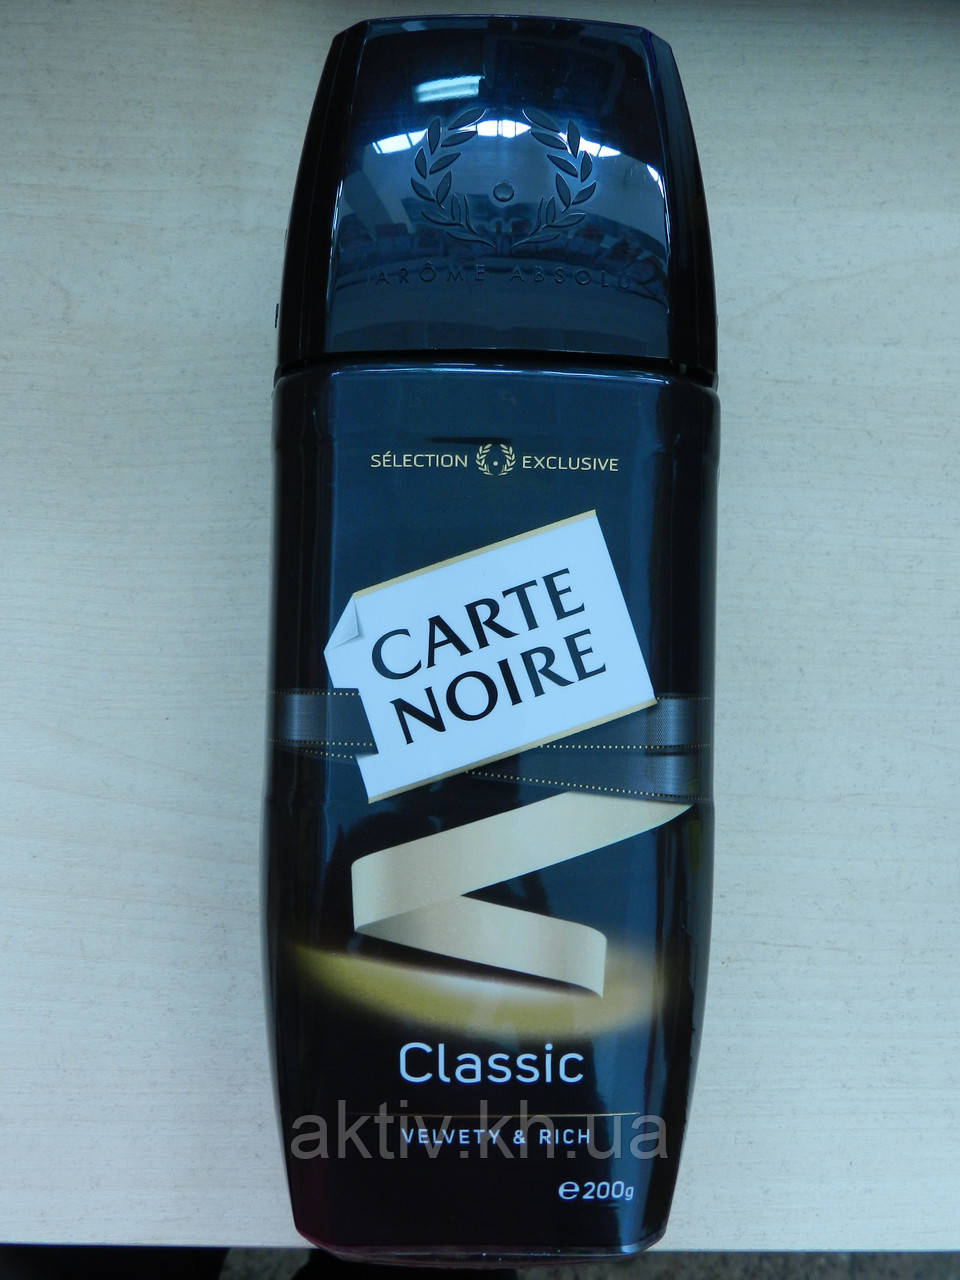 ARÔME ABSOLU
SÉLECTION EXCLUSIVE
CARTE
NOIRE
Classic
aktiv.kh.ua
VELVETY & RICH
℮200g